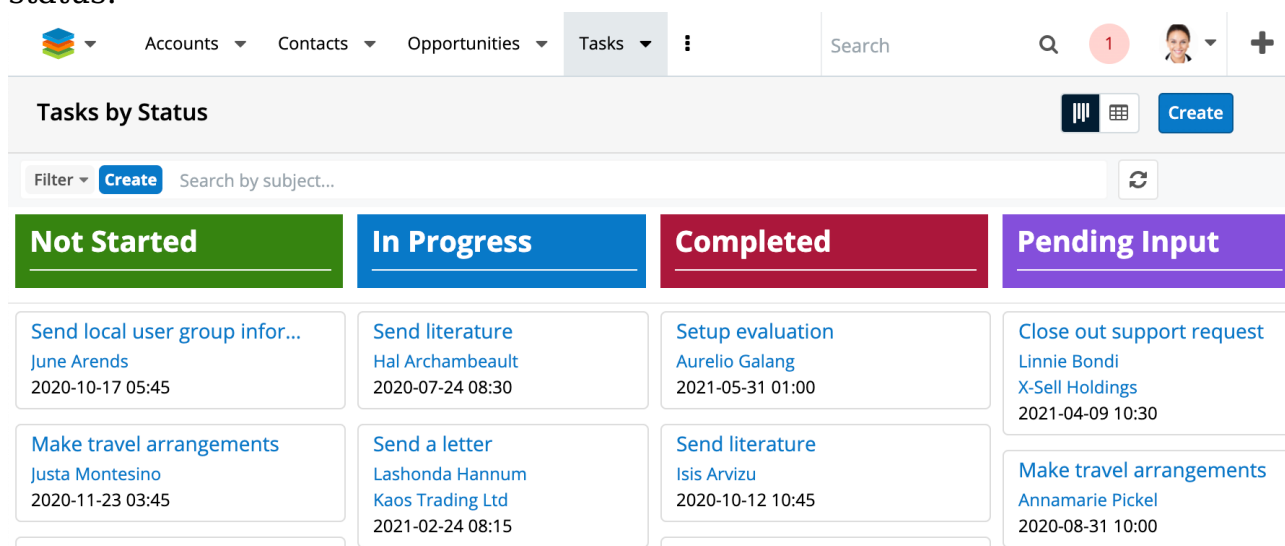 status.
Accounts Contacts Opportunities Tasks Search 1
Tasks by Status
Create
Filter Create Search by subject...
Not Started In Progress Completed Pending Input
Send local user group infor...
June Arends
2020-10-17 05:45
Make travel arrangements
Justa Montesino
2020-11-23 03:45
Send literature
Hal Archambeault
2020-07-24 08:30
Send a letter
Lashonda Hannum
Kaos Trading Ltd
2021-02-24 08:15
Setup evaluation
Aurelio Galang
2021-05-31 01:00
Send literature
Isis Arvizu
2020-10-12 10:45
Close out support request
Linnie Bondi
X-Sell Holdings
2021-04-09 10:30
Make travel arrangements
Annamarie Pickel
2020-08-31 10:00